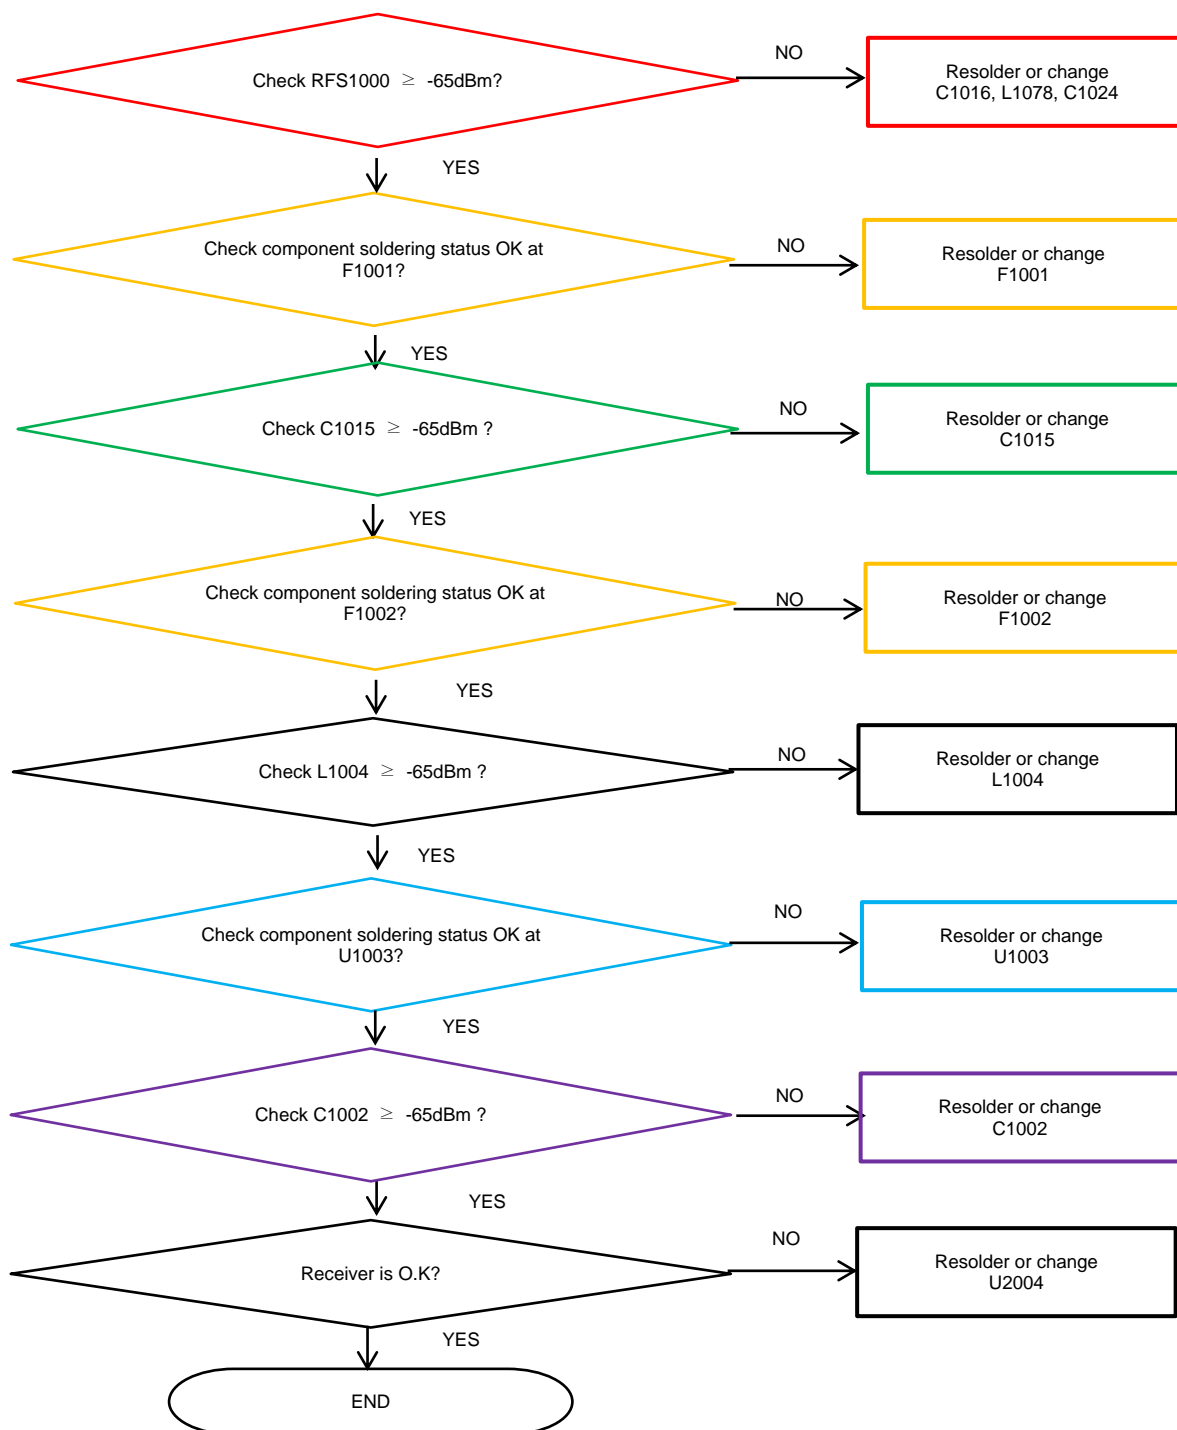 Check RFS1000 ≥ -65dBm?
NO
Resolder or change
C1016, L1078, C1024
YES
Check component soldering status OK at
F1001?
NO
Resolder or change
F1001
YES
Check C1015 ≥ -65dBm ?
NO
Resolder or change
C1015
YES
Check component soldering status OK at
F1002?
NO
Resolder or change
F1002
YES
Check L1004 ≥ -65dBm ?
NO
Resolder or change
L1004
YES
Check component soldering status OK at
U1003?
NO
Resolder or change
U1003
YES
Check C1002 ≥ -65dBm ?
NO
Resolder or change
C1002
YES
Receiver is O.K?
NO
Resolder or change
U2004
YES
END